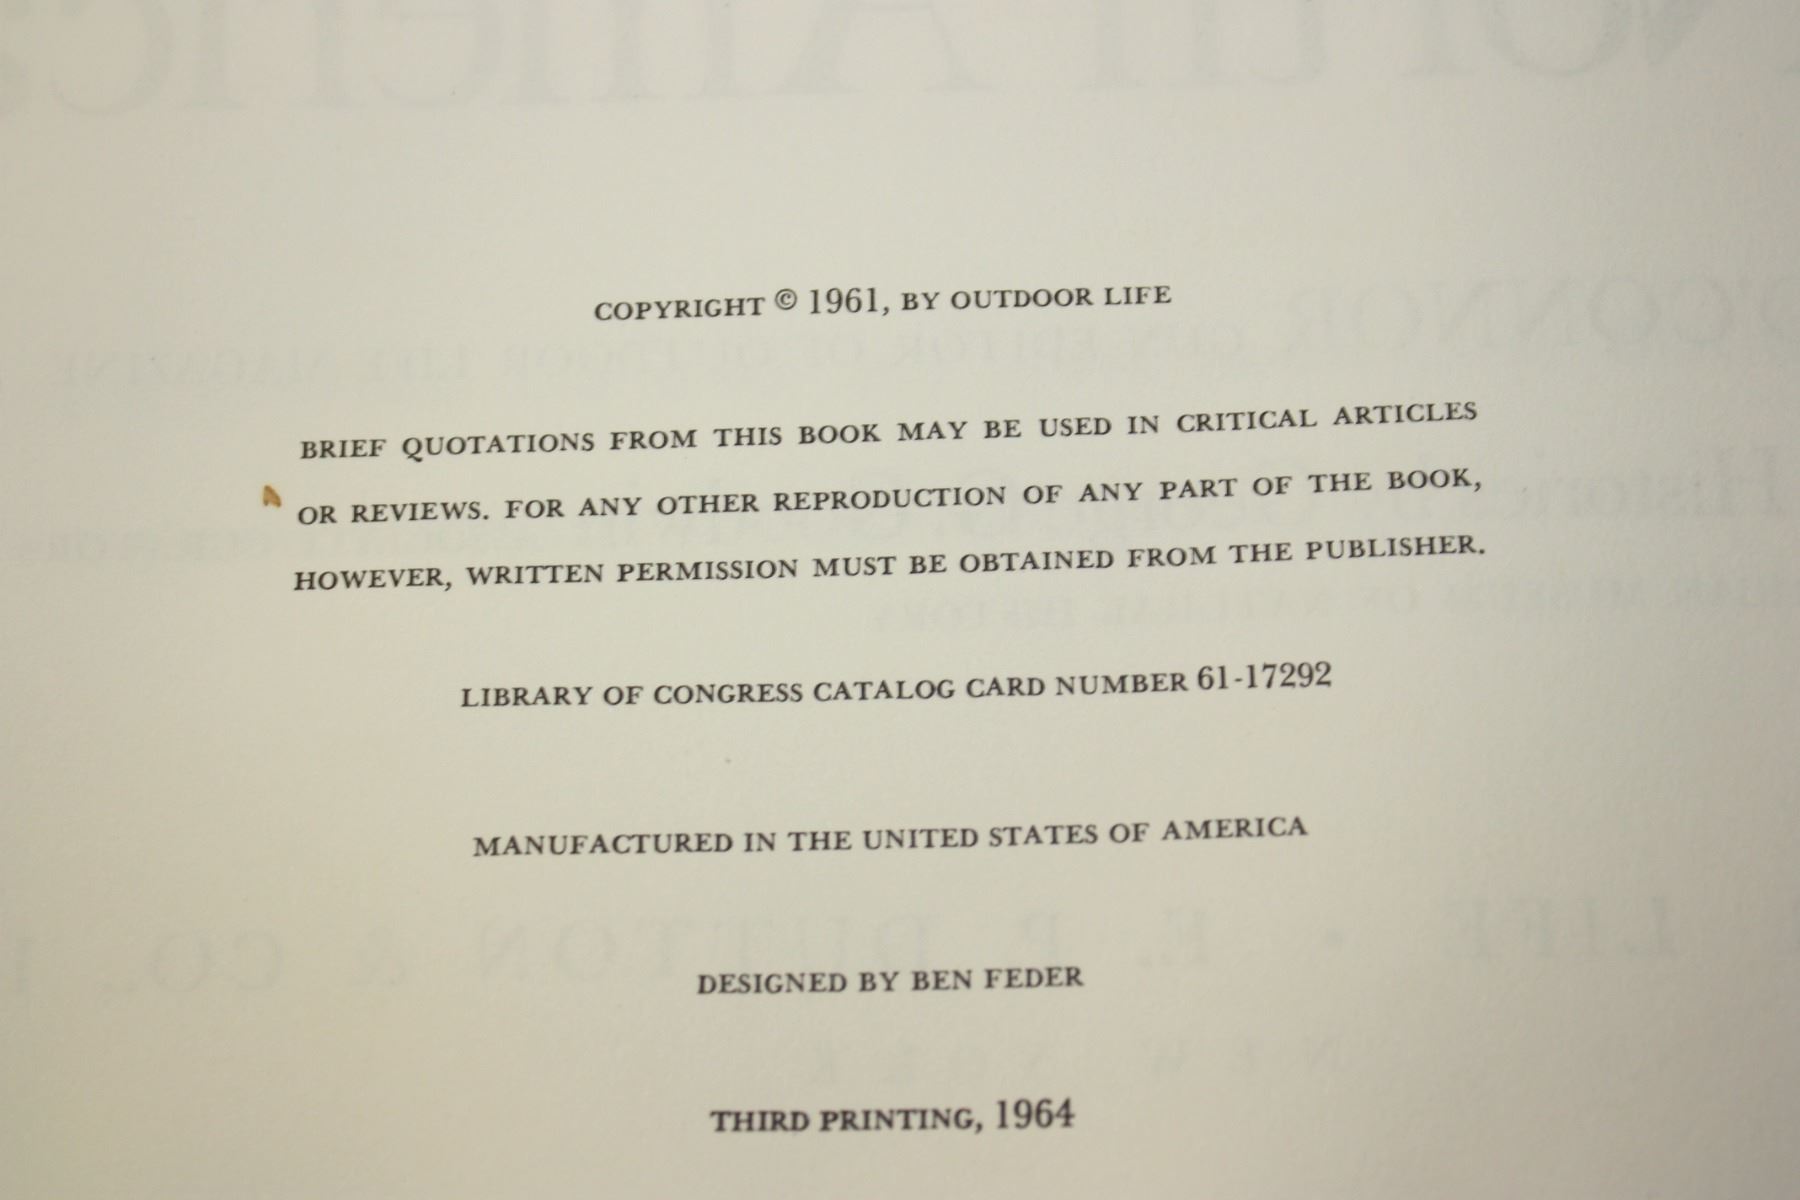 COPYRIGHT © 1961, BY OUTDOOR LIFE
BRIEF QUOTATIONS FROM THIS BOOK MAY BE USED IN CRITICAL ARTICLES
OR REVIEWS. FOR ANY OTHER REPRODUCTION OF ANY PART OF THE BOOK,
HOWEVER, WRITTEN PERMISSION MUST BE OBTAINED FROM THE PUBLISHER.
LIBRARY OF CONGRESS CATALOG CARD NUMBER 61-17292
MANUFACTURED IN THE UNITED STATES OF AMERICA
DESIGNED BY BEN FEDER
THIRD PRINTING, 1964